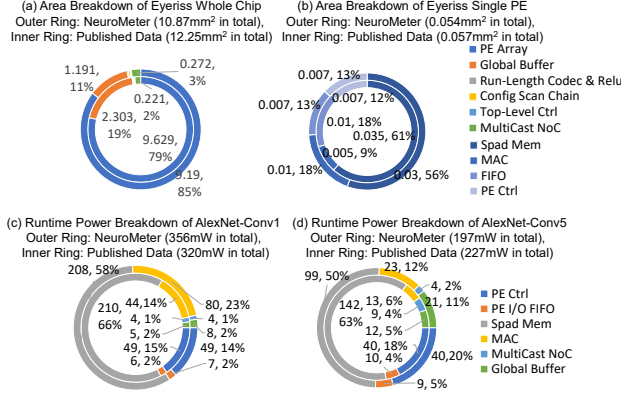 (a) Area Breakdown of Eyeriss Whole Chip
Outer Ring: NeuroMeter (10.87mm² in total),
Inner Ring: Published Data (12.25mm² in total)
1.191,
11%
0.272,
3%
0.221,
2%
2.303,
19%
9.629,
79%
9.19,
85%
(b) Area Breakdown of Eyeriss Single PE
Outer Ring: NeuroMeter (0.054mm² in total)
Inner Ring: Published Data (0.057mm² in total)
0.007, 13%
0.007, 12%
0.007, 13%
0.01, 18%
0.035, 61%
0.005, 9%
0.01, 18%
0.03, 56%
PE Array
Global Buffer
Run-Length Codec & Relu
Config Scan Chain
Top-Level Ctrl
MultiCast NoC
Spad Mem
MAC
FIFO
PE Ctrl
(c) Runtime Power Breakdown of AlexNet-Conv1
Outer Ring: NeuroMeter (356mW in total),
Inner Ring: Published Data (320mW in total)
208, 58%
210,
66%
44,14%
80, 23%
4, 1%
4, 1%
5, 2%
8, 2%
49, 15%
49, 14%
6, 2%
7, 2%
(d) Runtime Power Breakdown of AlexNet-Conv5
Outer Ring: NeuroMeter (197mW in total),
Inner Ring: Published Data (227mW in total)
23, 12%
99, 50%
4, 2%
142,
63%
13, 6%
21, 11%
9, 4%
12, 5%
40, 18%
40,20%
10, 4%
9, 5%
PE Ctrl
PE I/O FIFO
Spad Mem
MAC
MultiCast NoC
Global Buffer